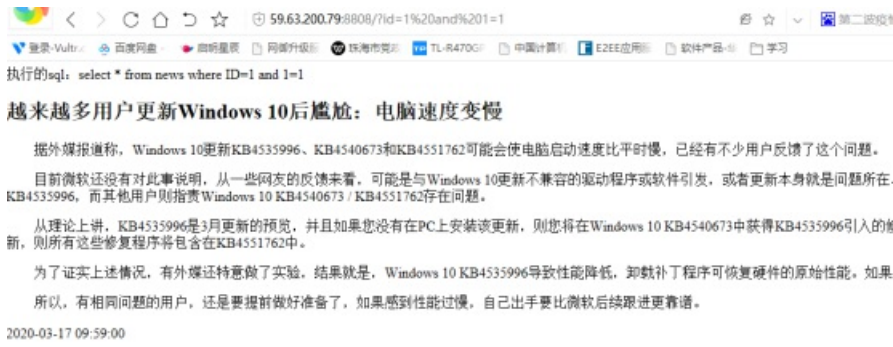 59.63.200.79:8808/?id=1%20and%201=1
第二波疫
登录-Vultr 百度网盘 启明星辰 网御升级 珠海市竞 TL-R470G 中国计算机 E2EE应用 软件产品 学习
执行的sql：select * from news where ID=1 and 1=1
越来越多用户更新Windows 10后尴尬：电脑速度变慢
据外媒报道称，Windows 10更新KB4535996、KB4540673和KB4551762可能会使电脑启动速度比平时慢，已经有不少用户反馈了这个问题。
目前微软还没有对此事说明，从一些网友的反馈来看，可能是与Windows 10更新不兼容的驱动程序或软件引发，或者更新本身就是问题所在.
KB4535996，而其他用户则指责Windows 10 KB4540673 / KB4551762存在问题。
从理论上讲，KB4535996是3月更新的预览，并且如果您没有在PC上安装该更新，则您将在Windows 10 KB4540673中获得KB4535996引入的修
新，则所有这些修复程序将包含在KB4551762中。
为了证实上述情况，有外媒还特意做了实验，结果就是，Windows 10 KB4535996导致性能降低，卸载补丁程序可恢复硬件的原始性能。如果
所以，有相同问题的用户，还是要提前做好准备了，如果感到性能过慢，自己出手要比微软后续跟进更靠谱。
2020-03-17 09:59:00